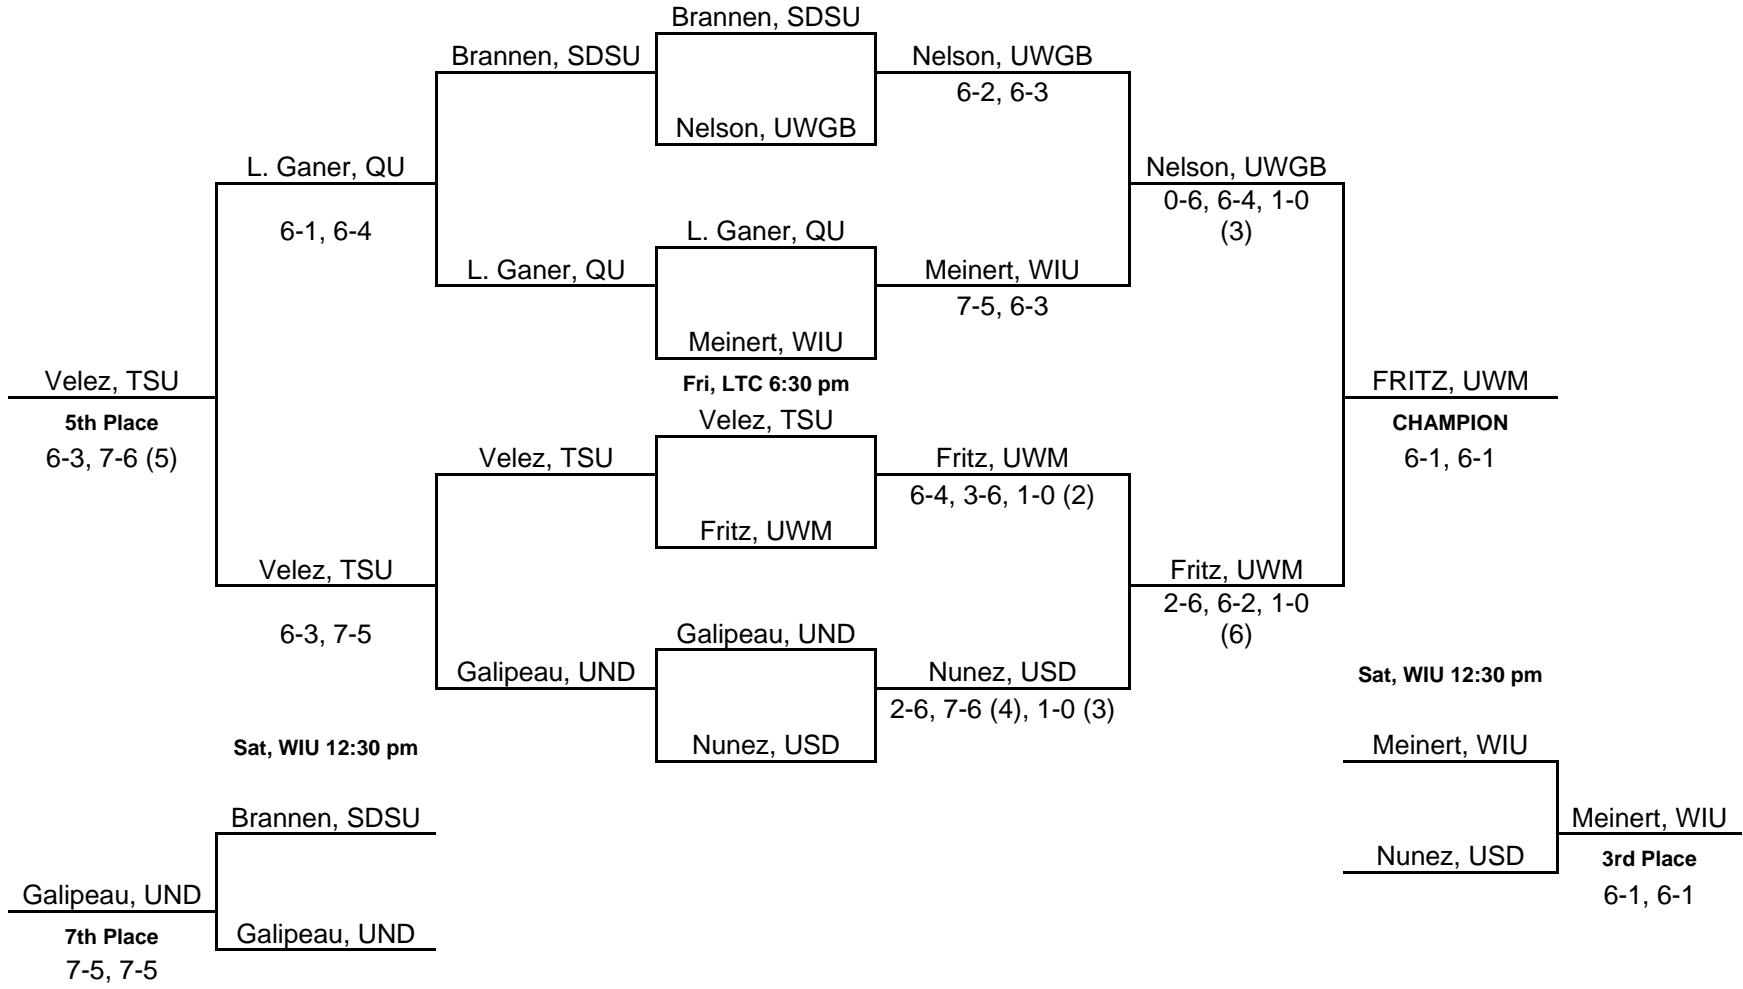 Brannen, SDSU
Brannen, SDSU
Nelson, UWGB
6-2, 6-3
Nelson, UWGB
L. Ganer, QU
Nelson, UWGB
0-6, 6-4, 1-0
(3)
6-1, 6-4
L. Ganer, QU
L. Ganer, QU
Meinert, WIU
7-5, 6-3
Meinert, WIU
Velez, TSU
Fri, LTC 6:30 pm
FRITZ, UWM
5th Place
Velez, TSU
CHAMPION
6-3, 7-6 (5)
Velez, TSU
Fritz, UWM
6-1, 6-1
6-4, 3-6, 1-0 (2)
Fritz, UWM
Velez, TSU
Fritz, UWM
2-6, 6-2, 1-0
(6)
6-3, 7-5
Galipeau, UND
Galipeau, UND
Nunez, USD
Sat, WIU 12:30 pm
2-6, 7-6 (4), 1-0 (3)
Sat, WIU 12:30 pm
Nunez, USD
Meinert, WIU
Brannen, SDSU
Meinert, WIU
Nunez, USD
3rd Place
Galipeau, UND
6-1, 6-1
7th Place
Galipeau, UND
7-5, 7-5